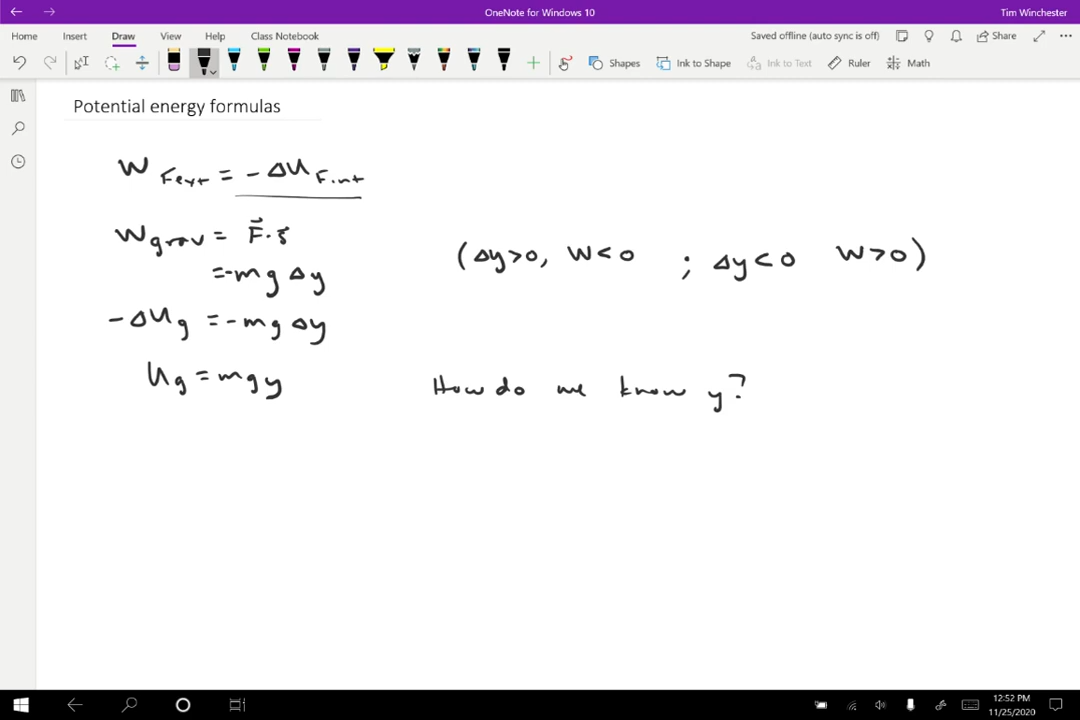 OneNote for Windows 10
Tim Winchester
Home Insert Draw View Help Class Notebook
Saved offline (auto sync is off) Share
Shapes Ink to Shape Ink to Text Ruler Math
Potential energy formulas
W Fext = - ΔU Fint
Wgrav = F⃗·s⃗
(Δy>0, W<0 ; Δy<0 W>0)
=-mgΔy
-ΔUg =-mgΔy
Ug = mgy
How do we know y?
12:52 PM
11/25/2020